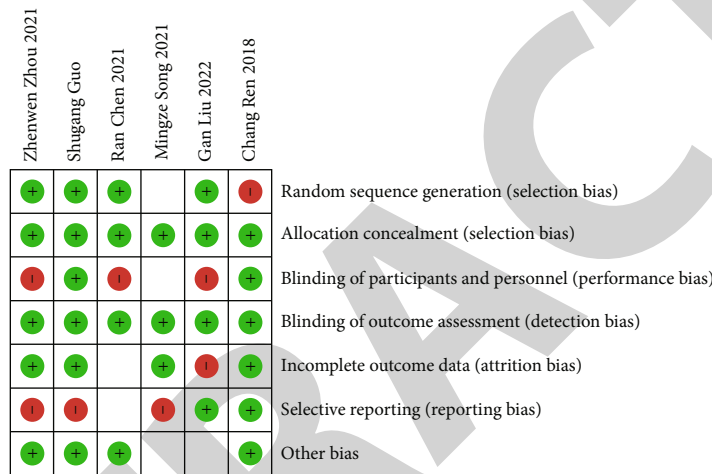 Zhenwen Zhou 2021
Shugang Guo
Ran Chen 2021
Mingze Song 2021
Gan Liu 2022
Chang Ren 2018
+ + + + – Random sequence generation (selection bias)
+ + + + + + Allocation concealment (selection bias)
– + – – + Blinding of participants and personnel (performance bias)
+ + + + + + Blinding of outcome assessment (detection bias)
+ + + – + Incomplete outcome data (attrition bias)
– – – + + Selective reporting (reporting bias)
+ + + + Other bias